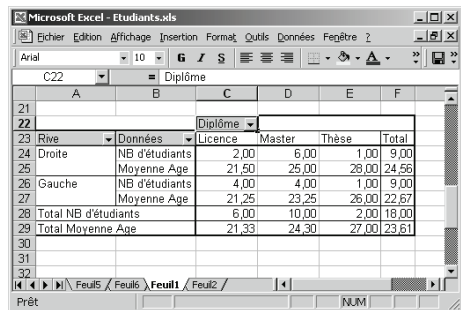 Microsoft Excel - Etudiants.xls
Fichier Edition Affichage Insertion Format Outils Données Fenêtre ?
Arial 10 G I S
C22 = Diplôme
A B C D E F
21
22 Diplôme
23 Rive Données Licence Master Thèse Total
24 Droite NB d'étudiants 2,00 6,00 1,00 9,00
25 Moyenne Age 21,50 25,00 28,00 24,56
26 Gauche NB d'étudiants 4,00 4,00 1,00 9,00
27 Moyenne Age 21,25 23,25 26,00 22,67
28 Total NB d'étudiants 6,00 10,00 2,00 18,00
29 Total Moyenne Age 21,33 24,30 27,00 23,61
30
31
32
Feuil5 Feuil6 Feuil1 Feuil2
Prêt NUM